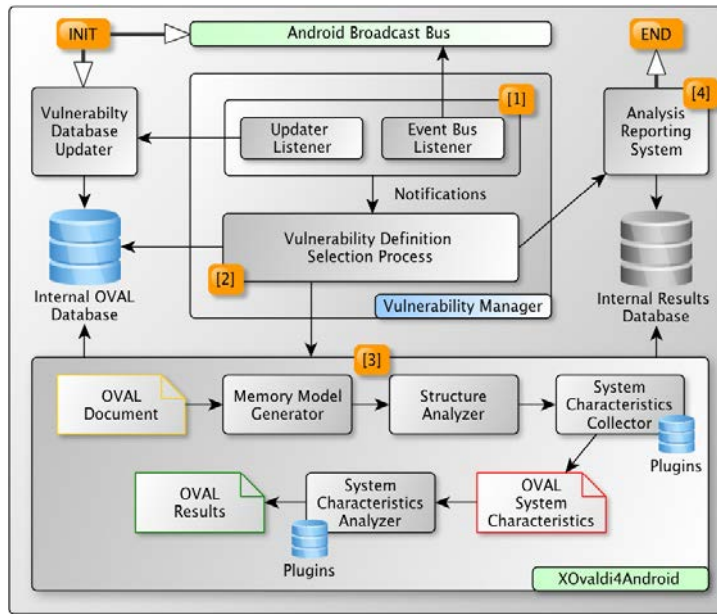 INIT
Android Broadcast Bus
END
[1]
[4]
Vulnerabilty
Database
Updater
Updater
Listener
Event Bus
Listener
Analysis
Reporting
System
Notifications
Vulnerability Definition
Selection Process
[2]
Internal OVAL
Database
Vulnerability Manager
Internal Results
Database
[3]
OVAL
Document
Memory Model
Generator
Structure
Analyzer
System
Characteristics
Collector
Plugins
OVAL
Results
System
Characteristics
Analyzer
Plugins
OVAL
System
Characteristics
XOvaldi4Android